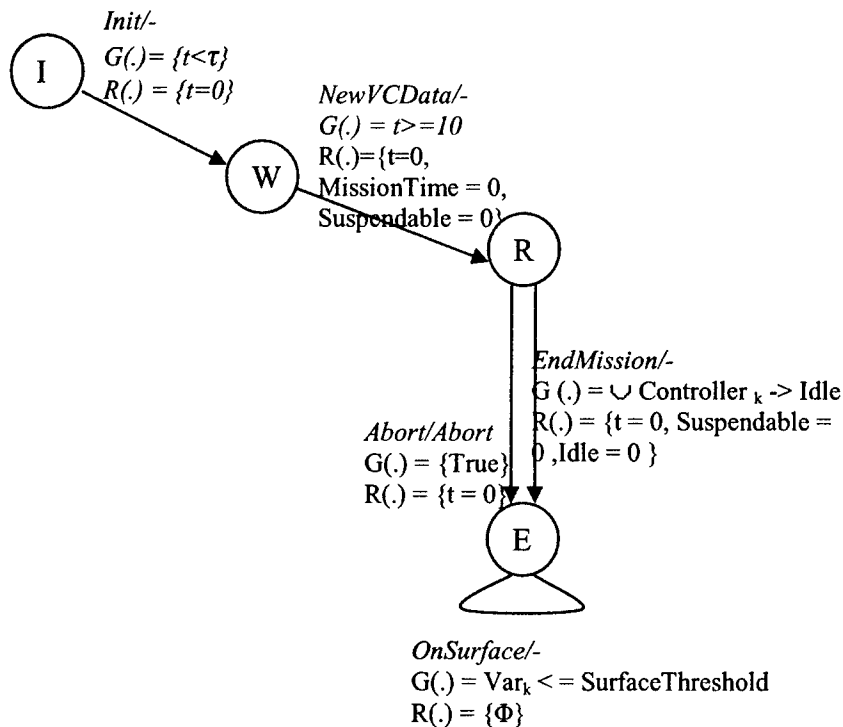 Init/-
G(.)= {t<τ}
R(.) = {t=0}
I
NewVCData/-
G(.) = t>=10
R(.)={t=0,
MissionTime = 0,
Suspendable = 0}
W
R
EndMission/-
G (.) = ∪ Controller k -> Idle
R(.) = {t = 0, Suspendable =
0 ,Idle = 0 }
Abort/Abort
G(.) = {True}
R(.) = {t = 0}
E
OnSurface/-
G(.) = Vark < = SurfaceThreshold
R(.) = {Φ}